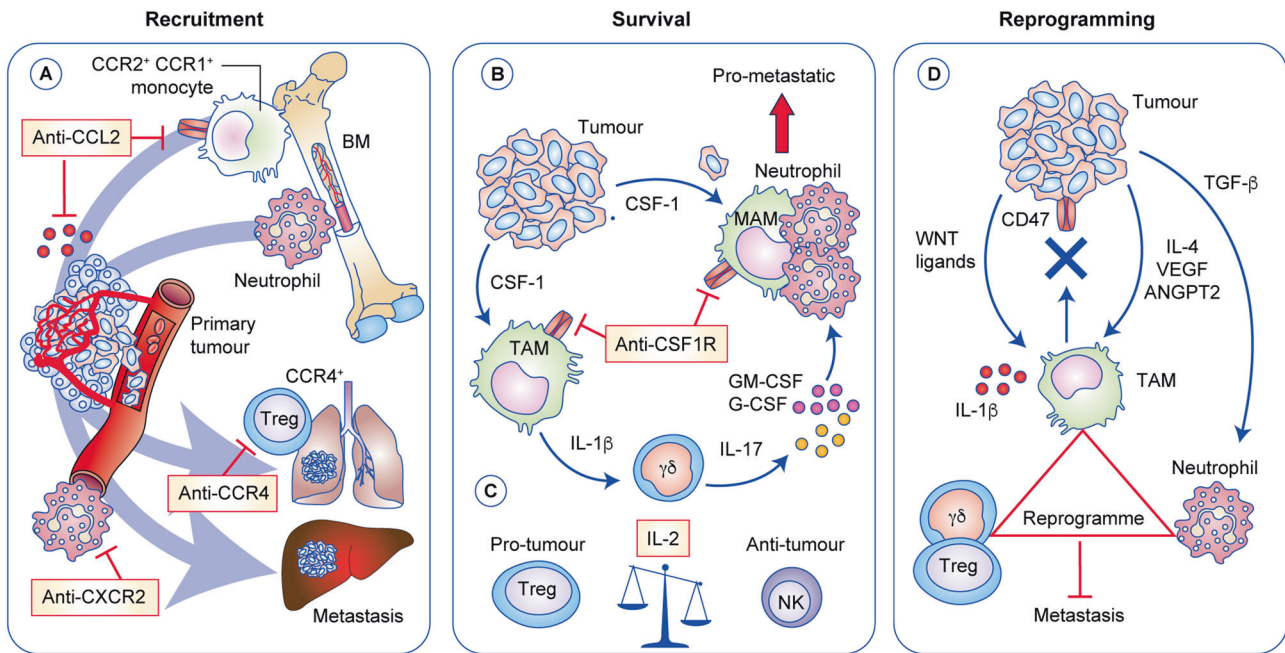 Recruitment
A
CCR2⁺ CCR1⁺
monocyte
Anti-CCL2
BM
Neutrophil
Primary
tumour
CCR4⁺
Treg
Anti-CCR4
Anti-CXCR2
Metastasis
Survival
B
Pro-metastatic
Tumour
Neutrophil
CSF-1
MAM
CSF-1
TAM
Anti-CSF1R
GM-CSF
G-CSF
IL-1β
γδ
IL-17
C
Pro-tumour
IL-2
Anti-tumour
Treg
NK
Reprogramming
D
Tumour
TGF-β
CD47
WNT
ligands
IL-4
VEGF
ANGPT2
TAM
IL-1β
Neutrophil
γδ
Treg
Reprogramme
Metastasis